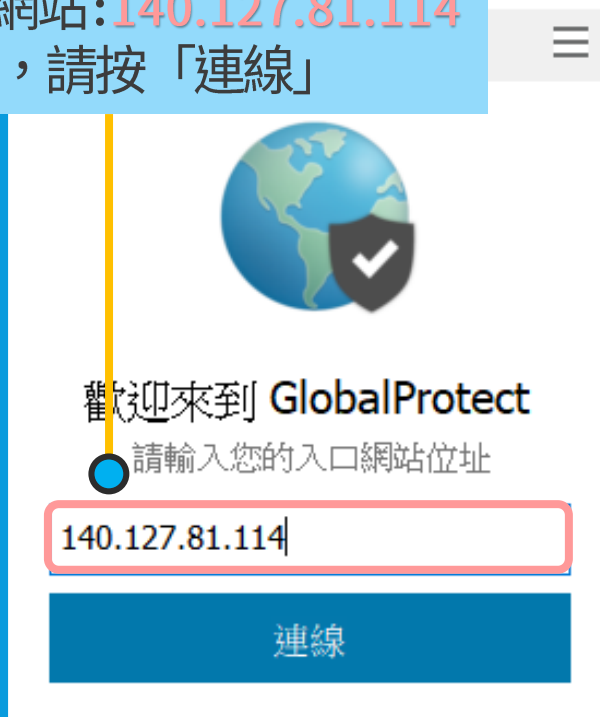 網站:140.127.81.114
，請按「連線」
歡迎來到 GlobalProtect
請輸入您的入口網站位址
140.127.81.114
連線